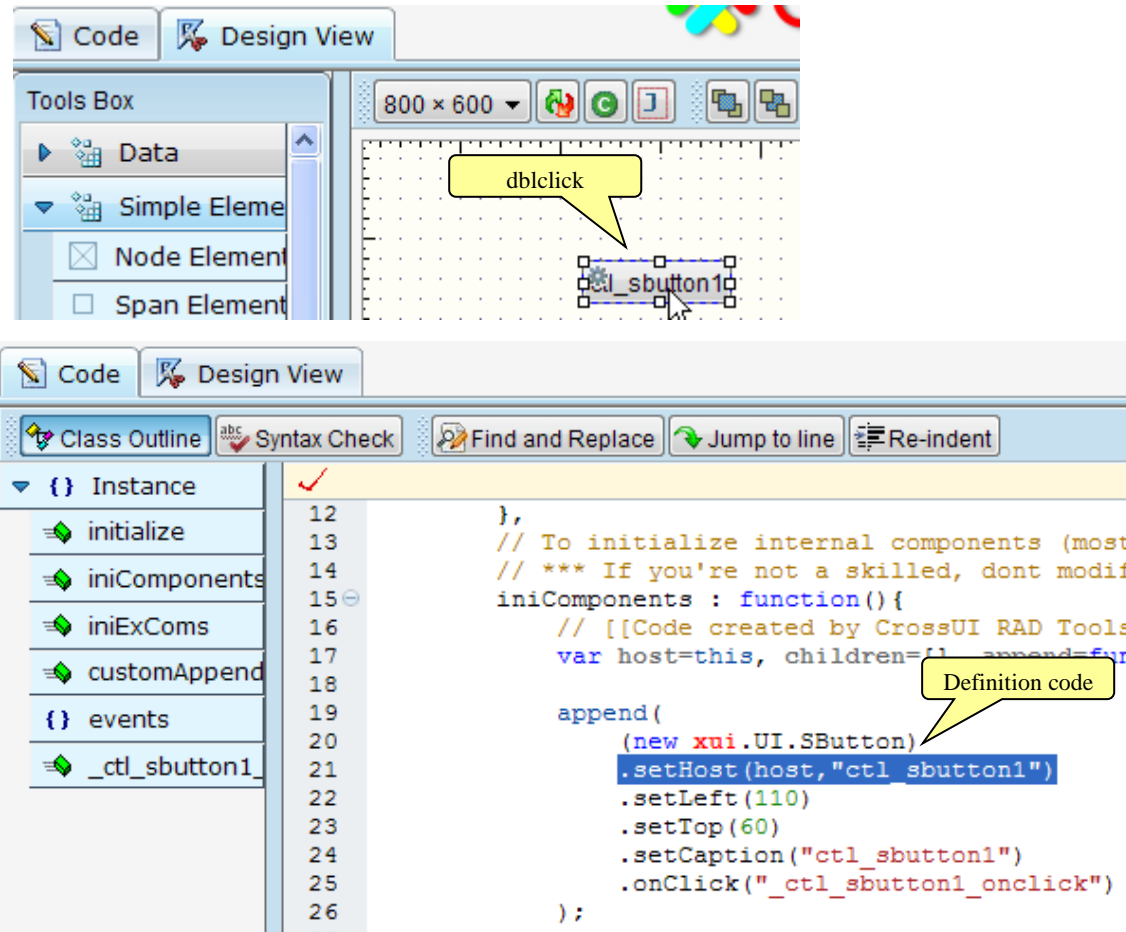 Code Design View
Tools Box
800 × 600
Data
dblclick
Simple Eleme
Node Element
ctl_sbutton1
Span Element
Code Design View
Class Outline Syntax Check Find and Replace Jump to line Re-indent
{} Instance
initialize
iniComponents
iniExComs
customAppend
{} events
_ctl_sbutton1_
12 },
13 // To initialize internal components (most
14 // *** If you're not a skilled, dont modif
15 iniComponents : function(){
16 // [[Code created by CrossUI RAD Tools
17 var host=this, children=[], append=fun
Definition code
18
19 append(
20 (new xui.UI.SButton)
21 .setHost(host,"ctl_sbutton1")
22 .setLeft(110)
23 .setTop(60)
24 .setCaption("ctl_sbutton1")
25 .onClick("_ctl_sbutton1_onclick")
26 );